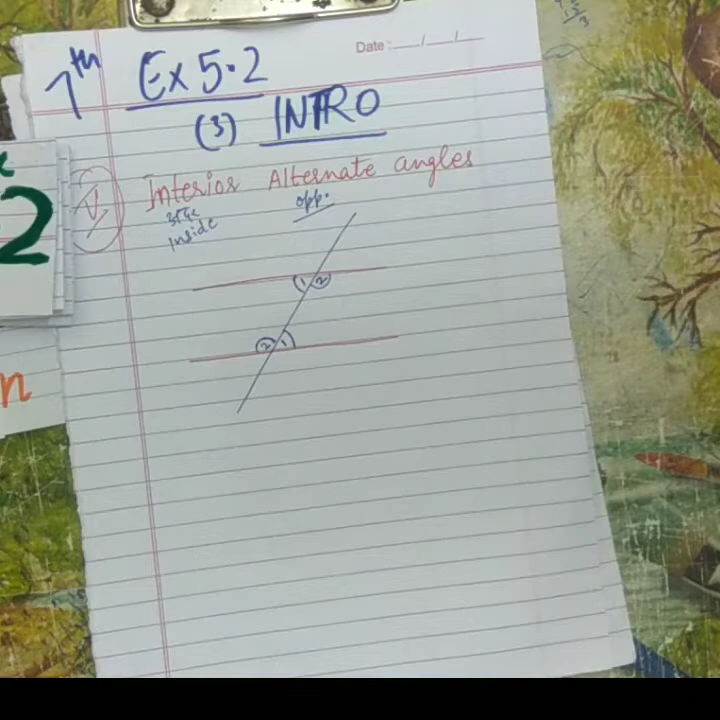 7th Ex 5.2
Date : __/__/__
(3) INTRO
V) Interior Alternate angles
अंदर opp.
inside
1 2
2 1
2
n